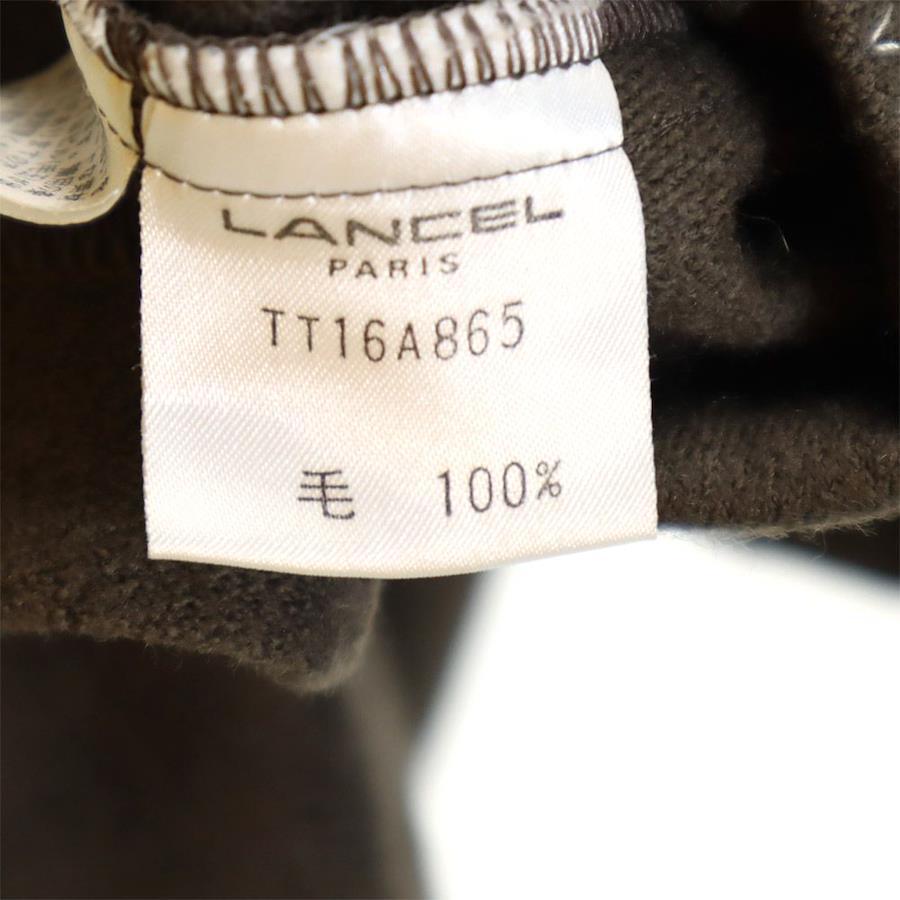 LANCEL
PARIS
TT16A865
毛 100%